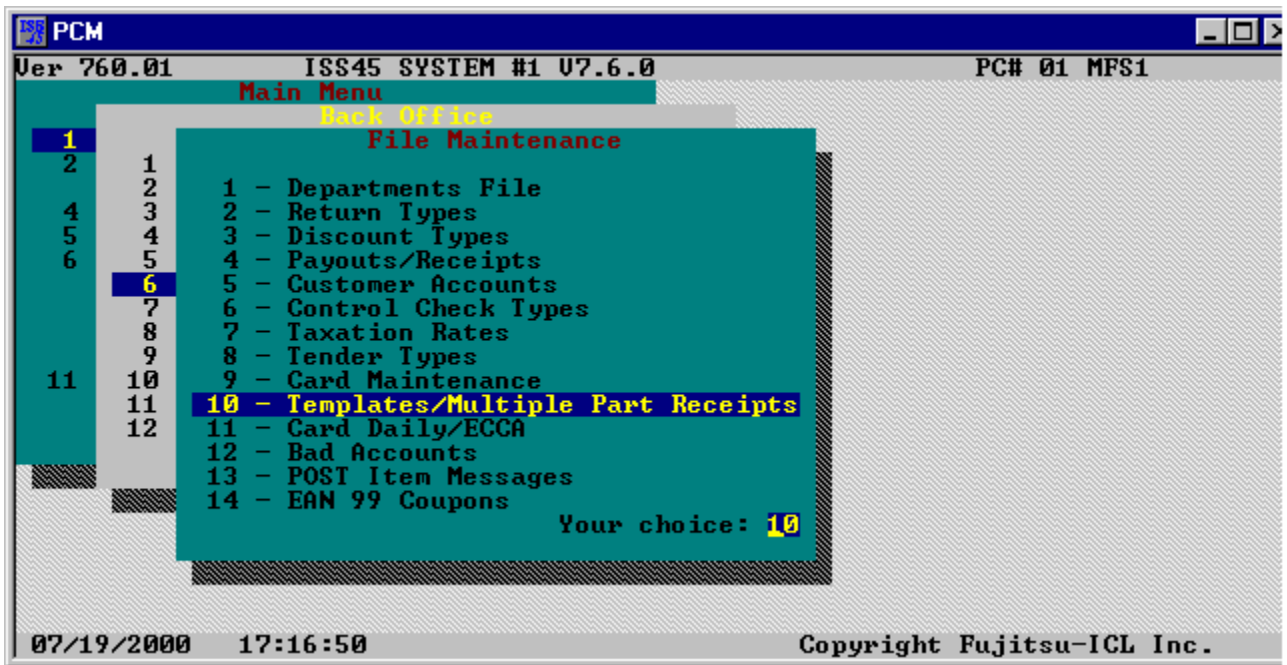 PCM
Ver 760.01 ISS45 SYSTEM #1 V7.6.0 PC# 01 MFS1
Main Menu
Back Office
1 File Maintenance
2 1
2 1 - Departments File
4 3 2 - Return Types
5 4 3 - Discount Types
6 5 4 - Payouts/Receipts
6 5 - Customer Accounts
7 6 - Control Check Types
8 7 - Taxation Rates
9 8 - Tender Types
11 10 9 - Card Maintenance
11 10 - Templates/Multiple Part Receipts
12 11 - Card Daily/ECCA
12 - Bad Accounts
13 - POST Item Messages
14 - EAN 99 Coupons
Your choice: 10
07/19/2000 17:16:50 Copyright Fujitsu-ICL Inc.